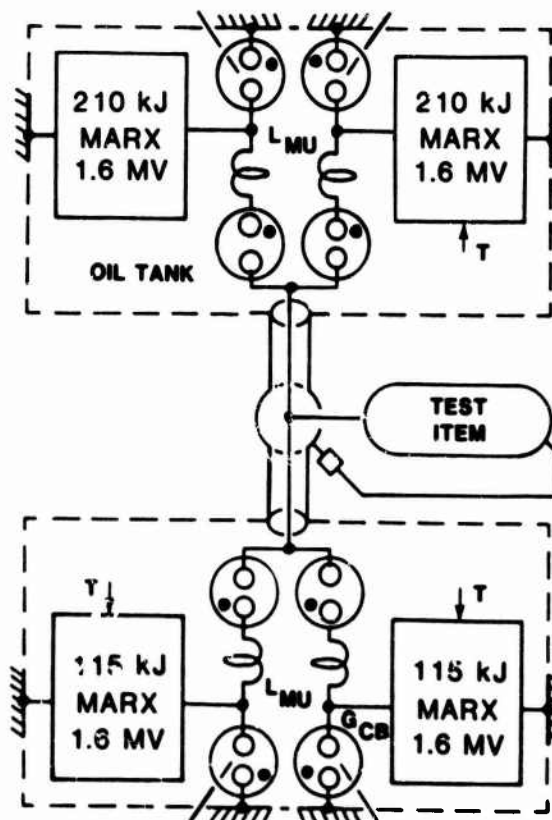 210 kJ
MARX
1.6 MV
L MU
210 kJ
MARX
1.6 MV
T
OIL TANK
TEST
ITEM
T
115 kJ
MARX
1.6 MV
L MU
G CB
T
115 kJ
MARX
1.6 MV